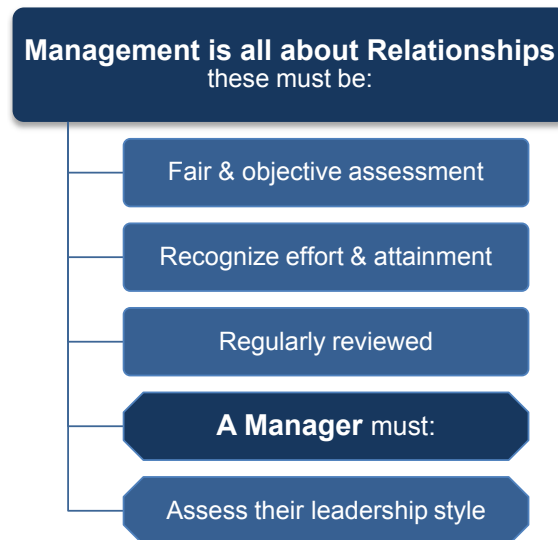 Management is all about Relationships
these must be:
Fair & objective assessment
Recognize effort & attainment
Regularly reviewed
A Manager must:
Assess their leadership style